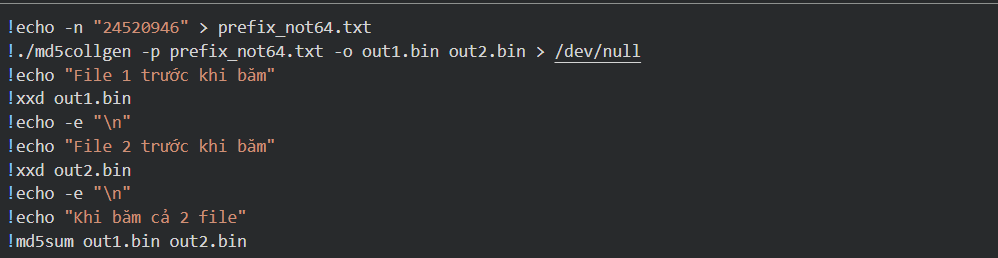 !echo -n "24520946" > prefix_not64.txt
!./md5collgen -p prefix_not64.txt -o out1.bin out2.bin > /dev/null
!echo "File 1 trước khi băm"
!xxd out1.bin
!echo -e "\n"
!echo "File 2 trước khi băm"
!xxd out2.bin
!echo -e "\n"
!echo "Khi băm cả 2 file"
!md5sum out1.bin out2.bin